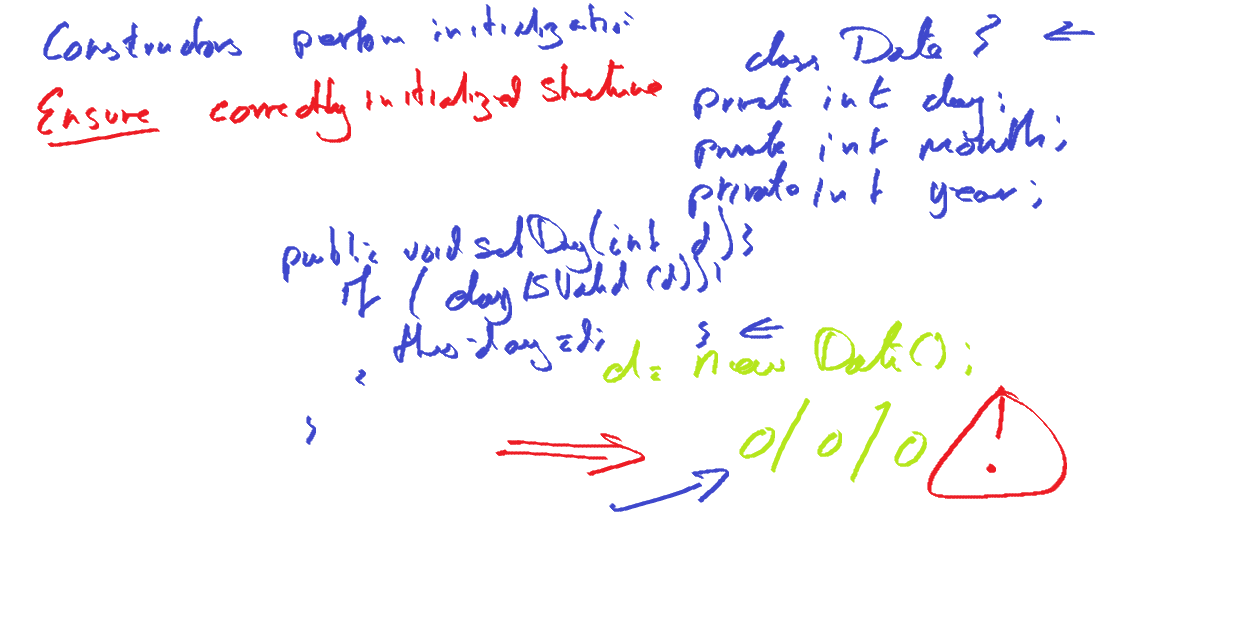 Constructors perform initialization
Ensure correctly initialized structure
class Date { ←
private int day;
private int month;
private int year;
public void setDay(int d){
if (dayISValid (d)){
this.day=d;
} ←
d= new Date();
}
}
0/0/0